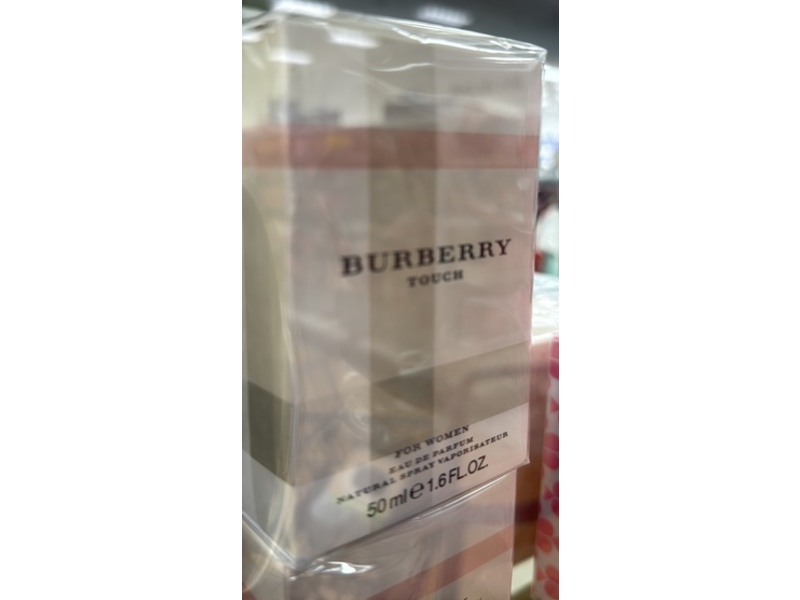 BURBERRY
TOUCH
FOR WOMEN
EAU DE PARFUM
NATURAL SPRAY VAPORISATEUR
50 ml ℮ 1.6 FL.OZ.